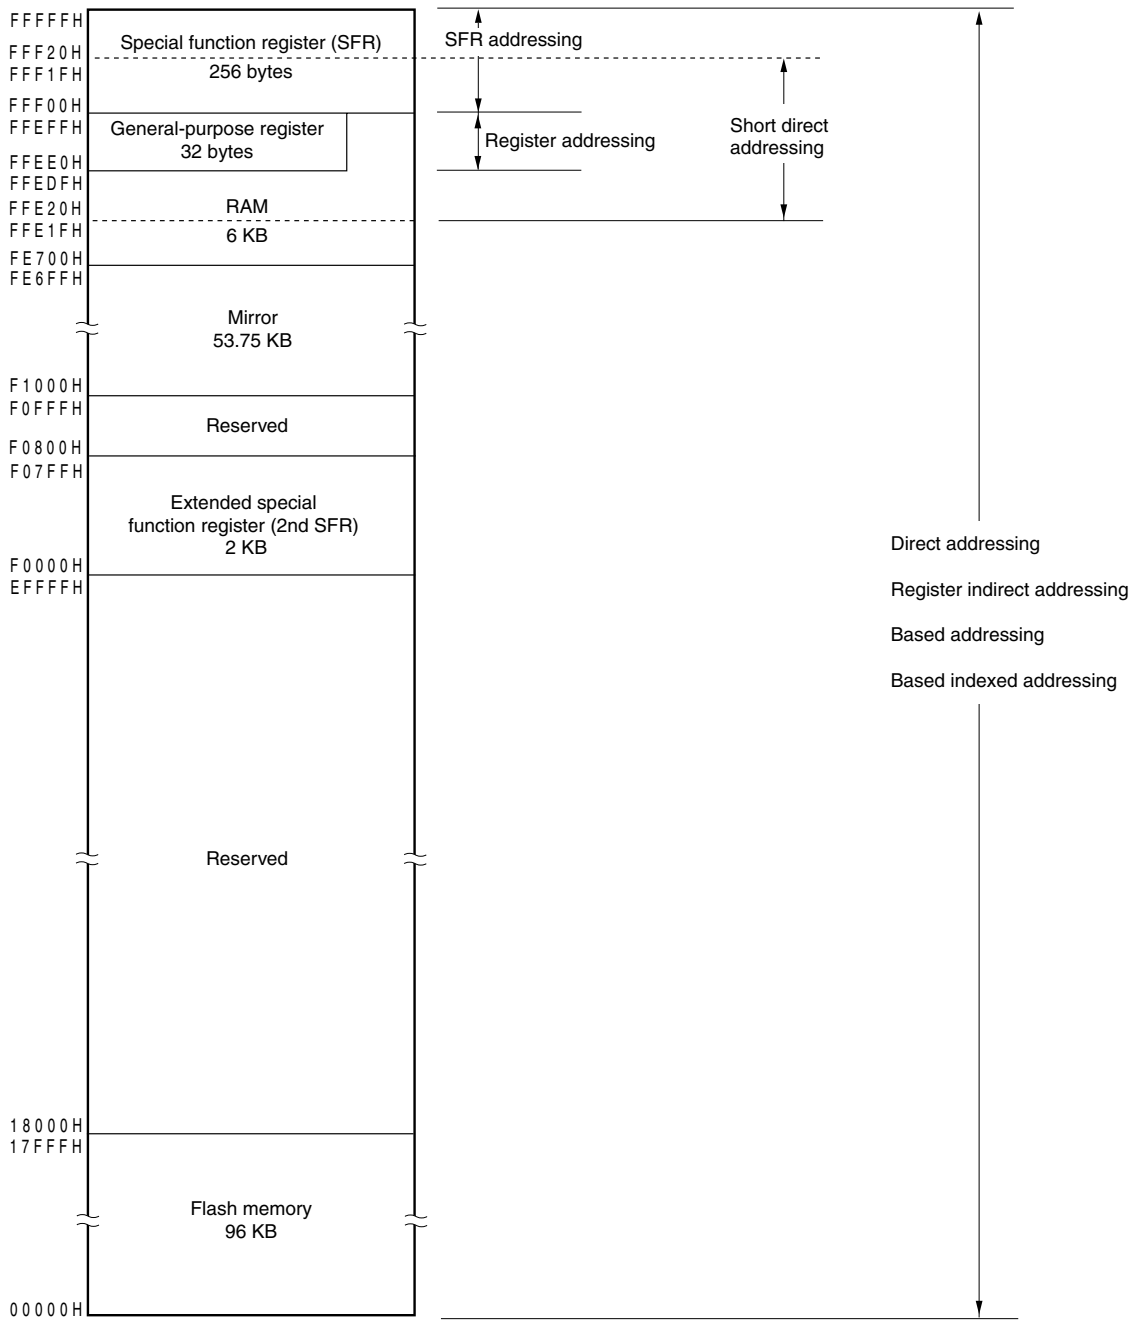 FFFFFH
Special function register (SFR)
SFR addressing
FFF20H
FFF1FH
256 bytes
FFF00H
FFEFFH
General-purpose register
32 bytes
Register addressing
Short direct
addressing
FFEE0H
FFEDFH
RAM
FFE20H
FFE1FH
6 KB
FE700H
FE6FFH
Mirror
53.75 KB
F1000H
F0FFFH
Reserved
F0800H
F07FFH
Extended special
function register (2nd SFR)
2 KB
F0000H
EFFFFH
Direct addressing
Register indirect addressing
Based addressing
Based indexed addressing
Reserved
18000H
17FFFH
Flash memory
96 KB
00000H